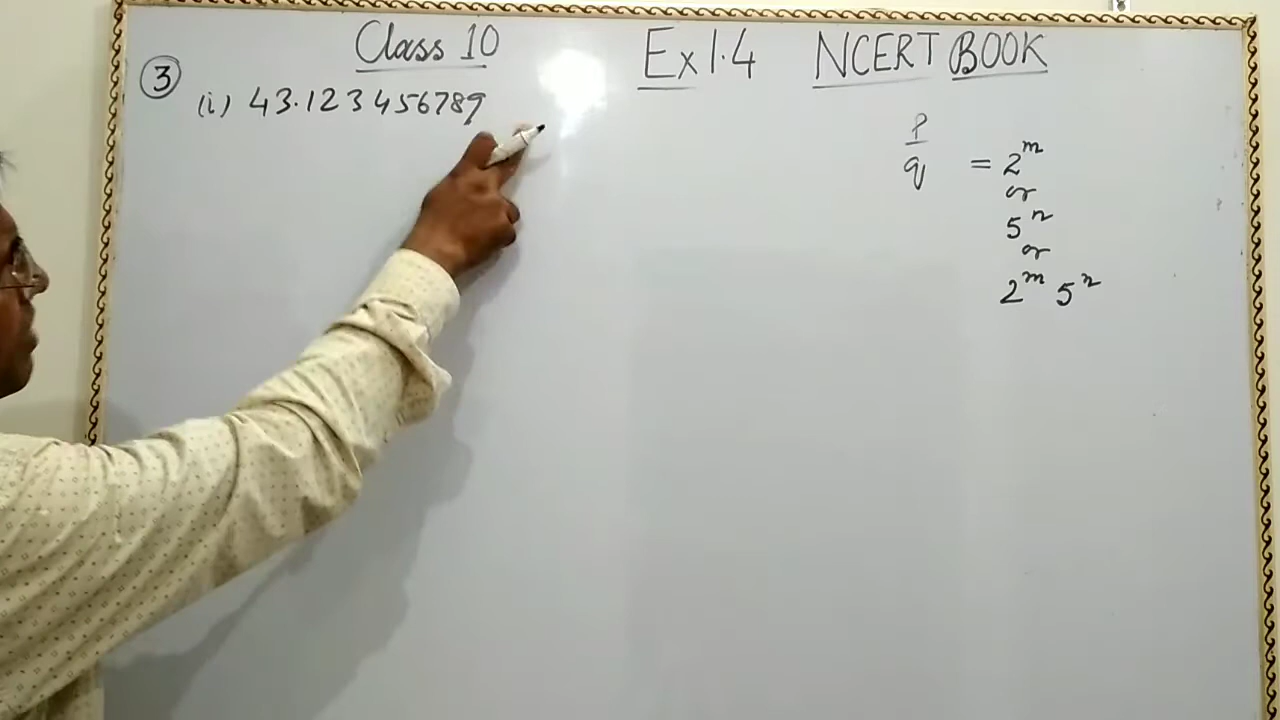 Class 10 Ex 1.4 NCERT BOOK
③
(i) 43.123456789
p
q = 2^m
or
5^n
or
2^m 5^n